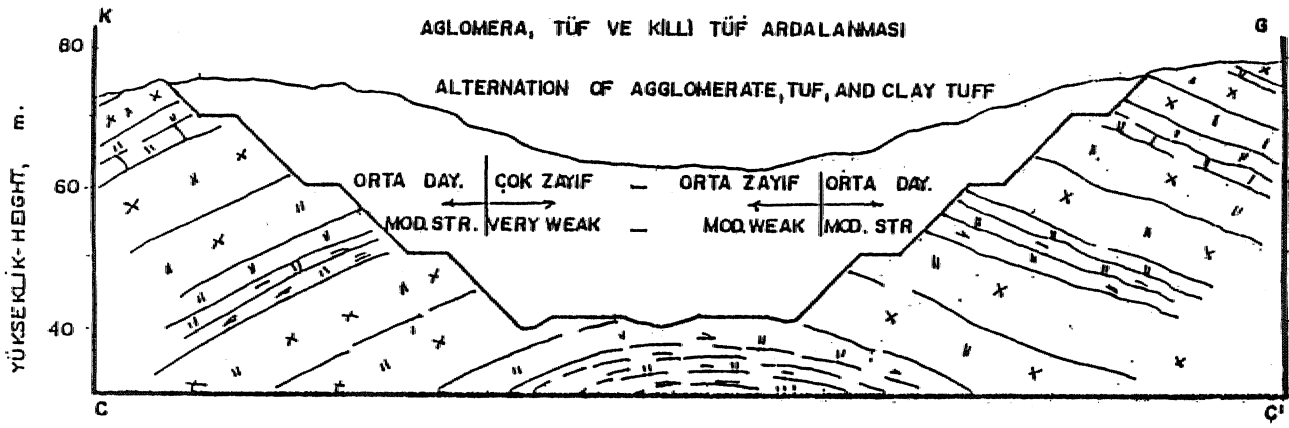 K
G
AGLOMERA, TÜF VE KİLLİ TÜF ARDALANMASI
ALTERNATION OF AGGLOMERATE, TUF, AND CLAY TUFF
80
60
40
YÜKSEKLİK-HEIGHT, m.
ORTA DAY. ÇOK ZAYIF – ORTA ZAYIF ORTA DAY.
MOD. STR. VERY WEAK – MOD. WEAK MOD. STR
C
Ç'